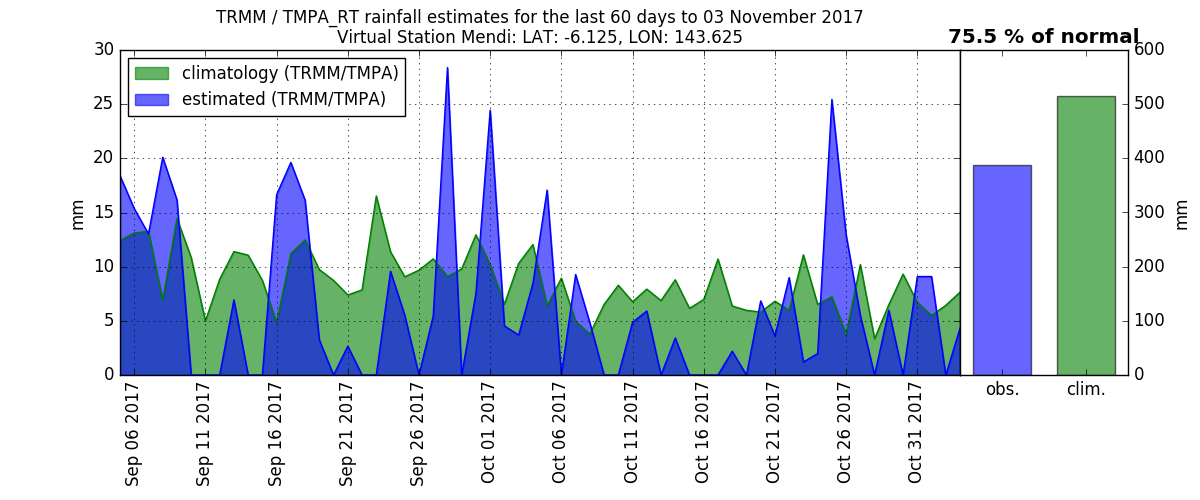 TRMM / TMPA_RT rainfall estimates for the last 60 days to 03 November 2017
Virtual Station Mendi: LAT: -6.125, LON: 143.625
75.5 % of normal
climatology (TRMM/TMPA)
estimated (TRMM/TMPA)
30
25
20
15
10
5
0
mm
Sep 06 2017
Sep 11 2017
Sep 16 2017
Sep 21 2017
Sep 26 2017
Oct 01 2017
Oct 06 2017
Oct 11 2017
Oct 16 2017
Oct 21 2017
Oct 26 2017
Oct 31 2017
600
500
400
300
200
100
0
mm
obs.
clim.